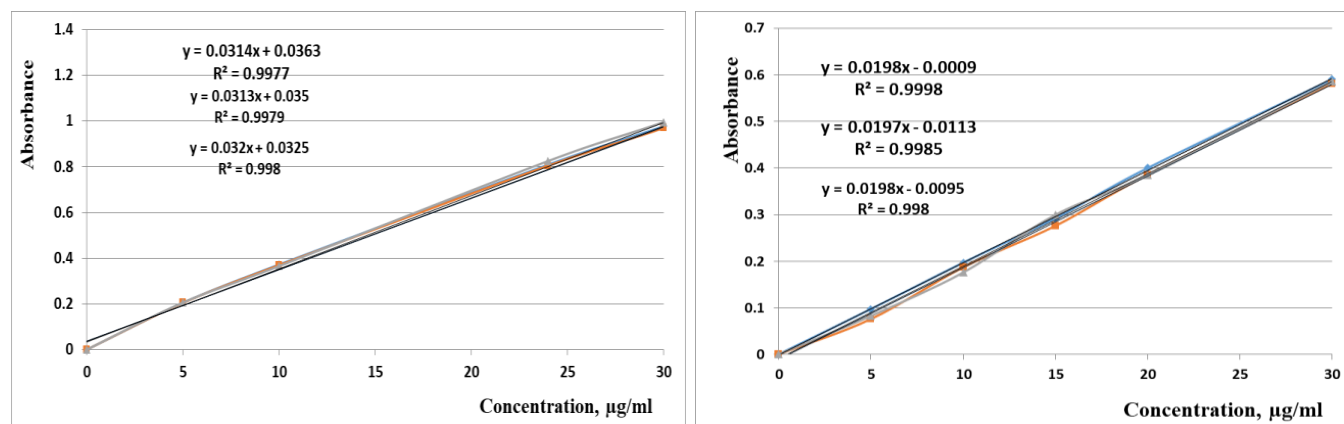 1.4
1.2
1
0.8
0.6
0.4
0.2
0
Absorbance
y = 0.0314x + 0.0363
R² = 0.9977
y = 0.0313x + 0.035
R² = 0.9979
y = 0.032x + 0.0325
R² = 0.998
0 5 10 15 20 25 30
Concentration, µg/ml
0.7
0.6
0.5
0.4
0.3
0.2
0.1
0
Absorbance
y = 0.0198x - 0.0009
R² = 0.9998
y = 0.0197x - 0.0113
R² = 0.9985
y = 0.0198x - 0.0095
R² = 0.998
0 5 10 15 20 30
Concentration, µg/ml